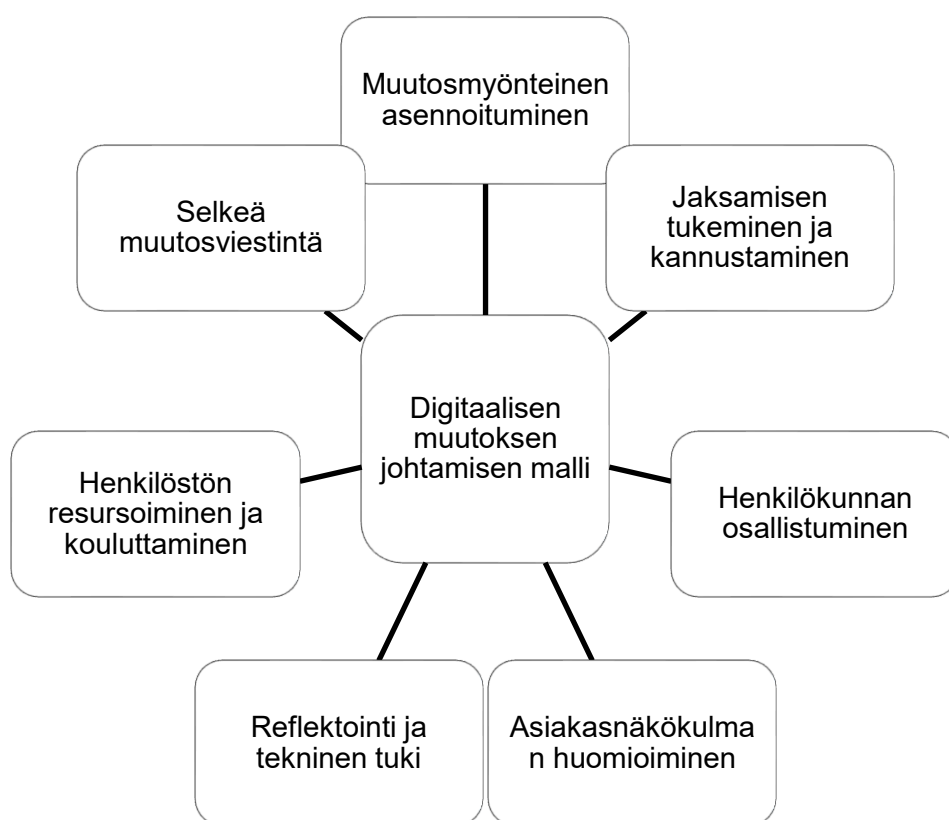 Muutosmyönteinen
asennoituminen
Selkeä
muutosviestintä
Jaksamisen
tukeminen ja
kannustaminen
Digitaalisen
muutoksen
johtamisen malli
Henkilöstön
resursoiminen ja
kouluttaminen
Henkilökunnan
osallistuminen
Reflektointi ja
tekninen tuki
Asiakasnäkökulma
n huomioiminen